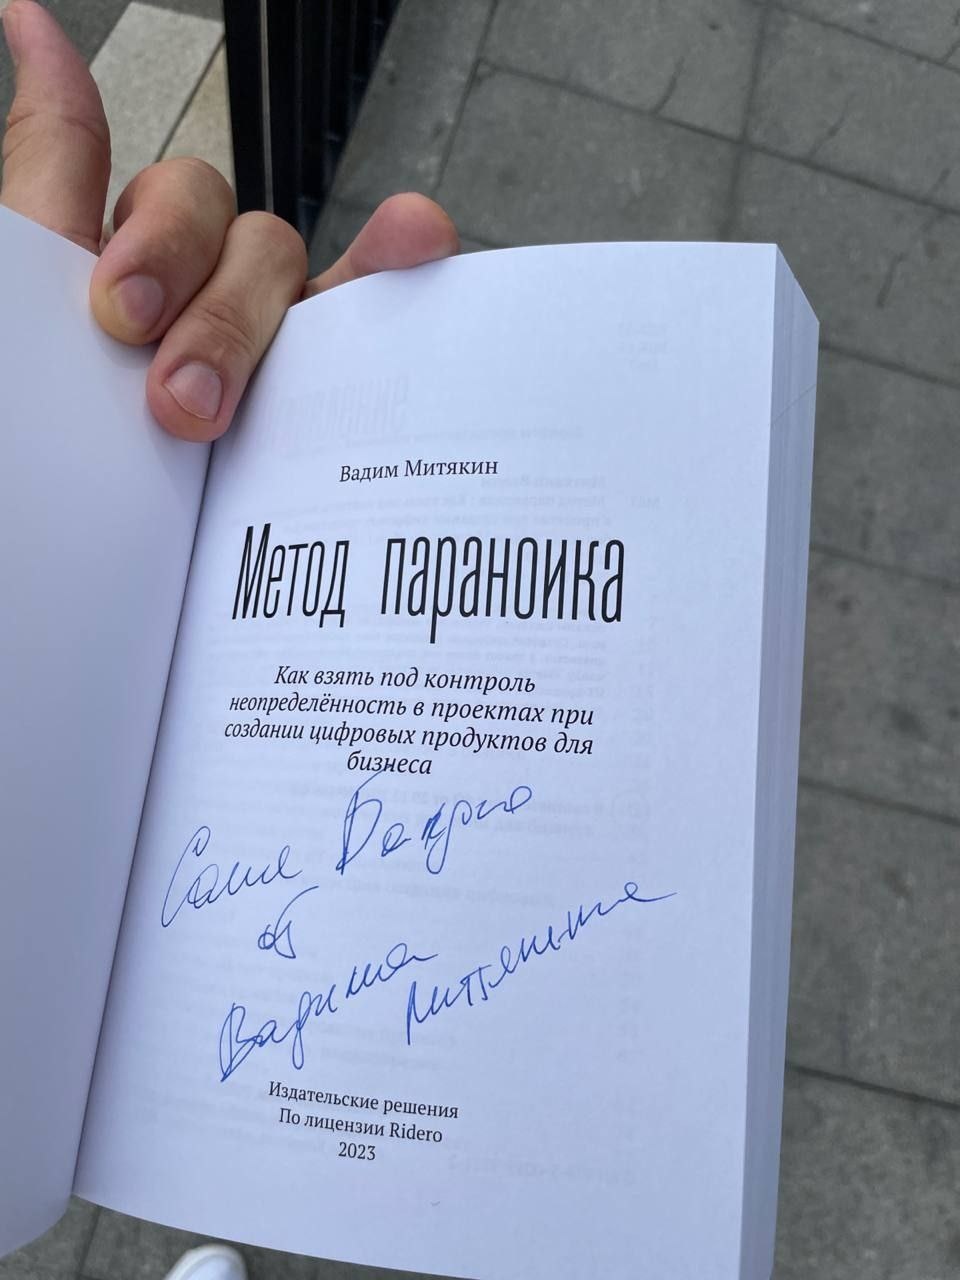 Вадим Митякин
Метод параноика
Как взять под контроль
неопределённость в проектах при
создании цифровых продуктов для
бизнеса
Саше
от
Вадима
Митякина
Издательские решения
По лицензии Ridero
2023